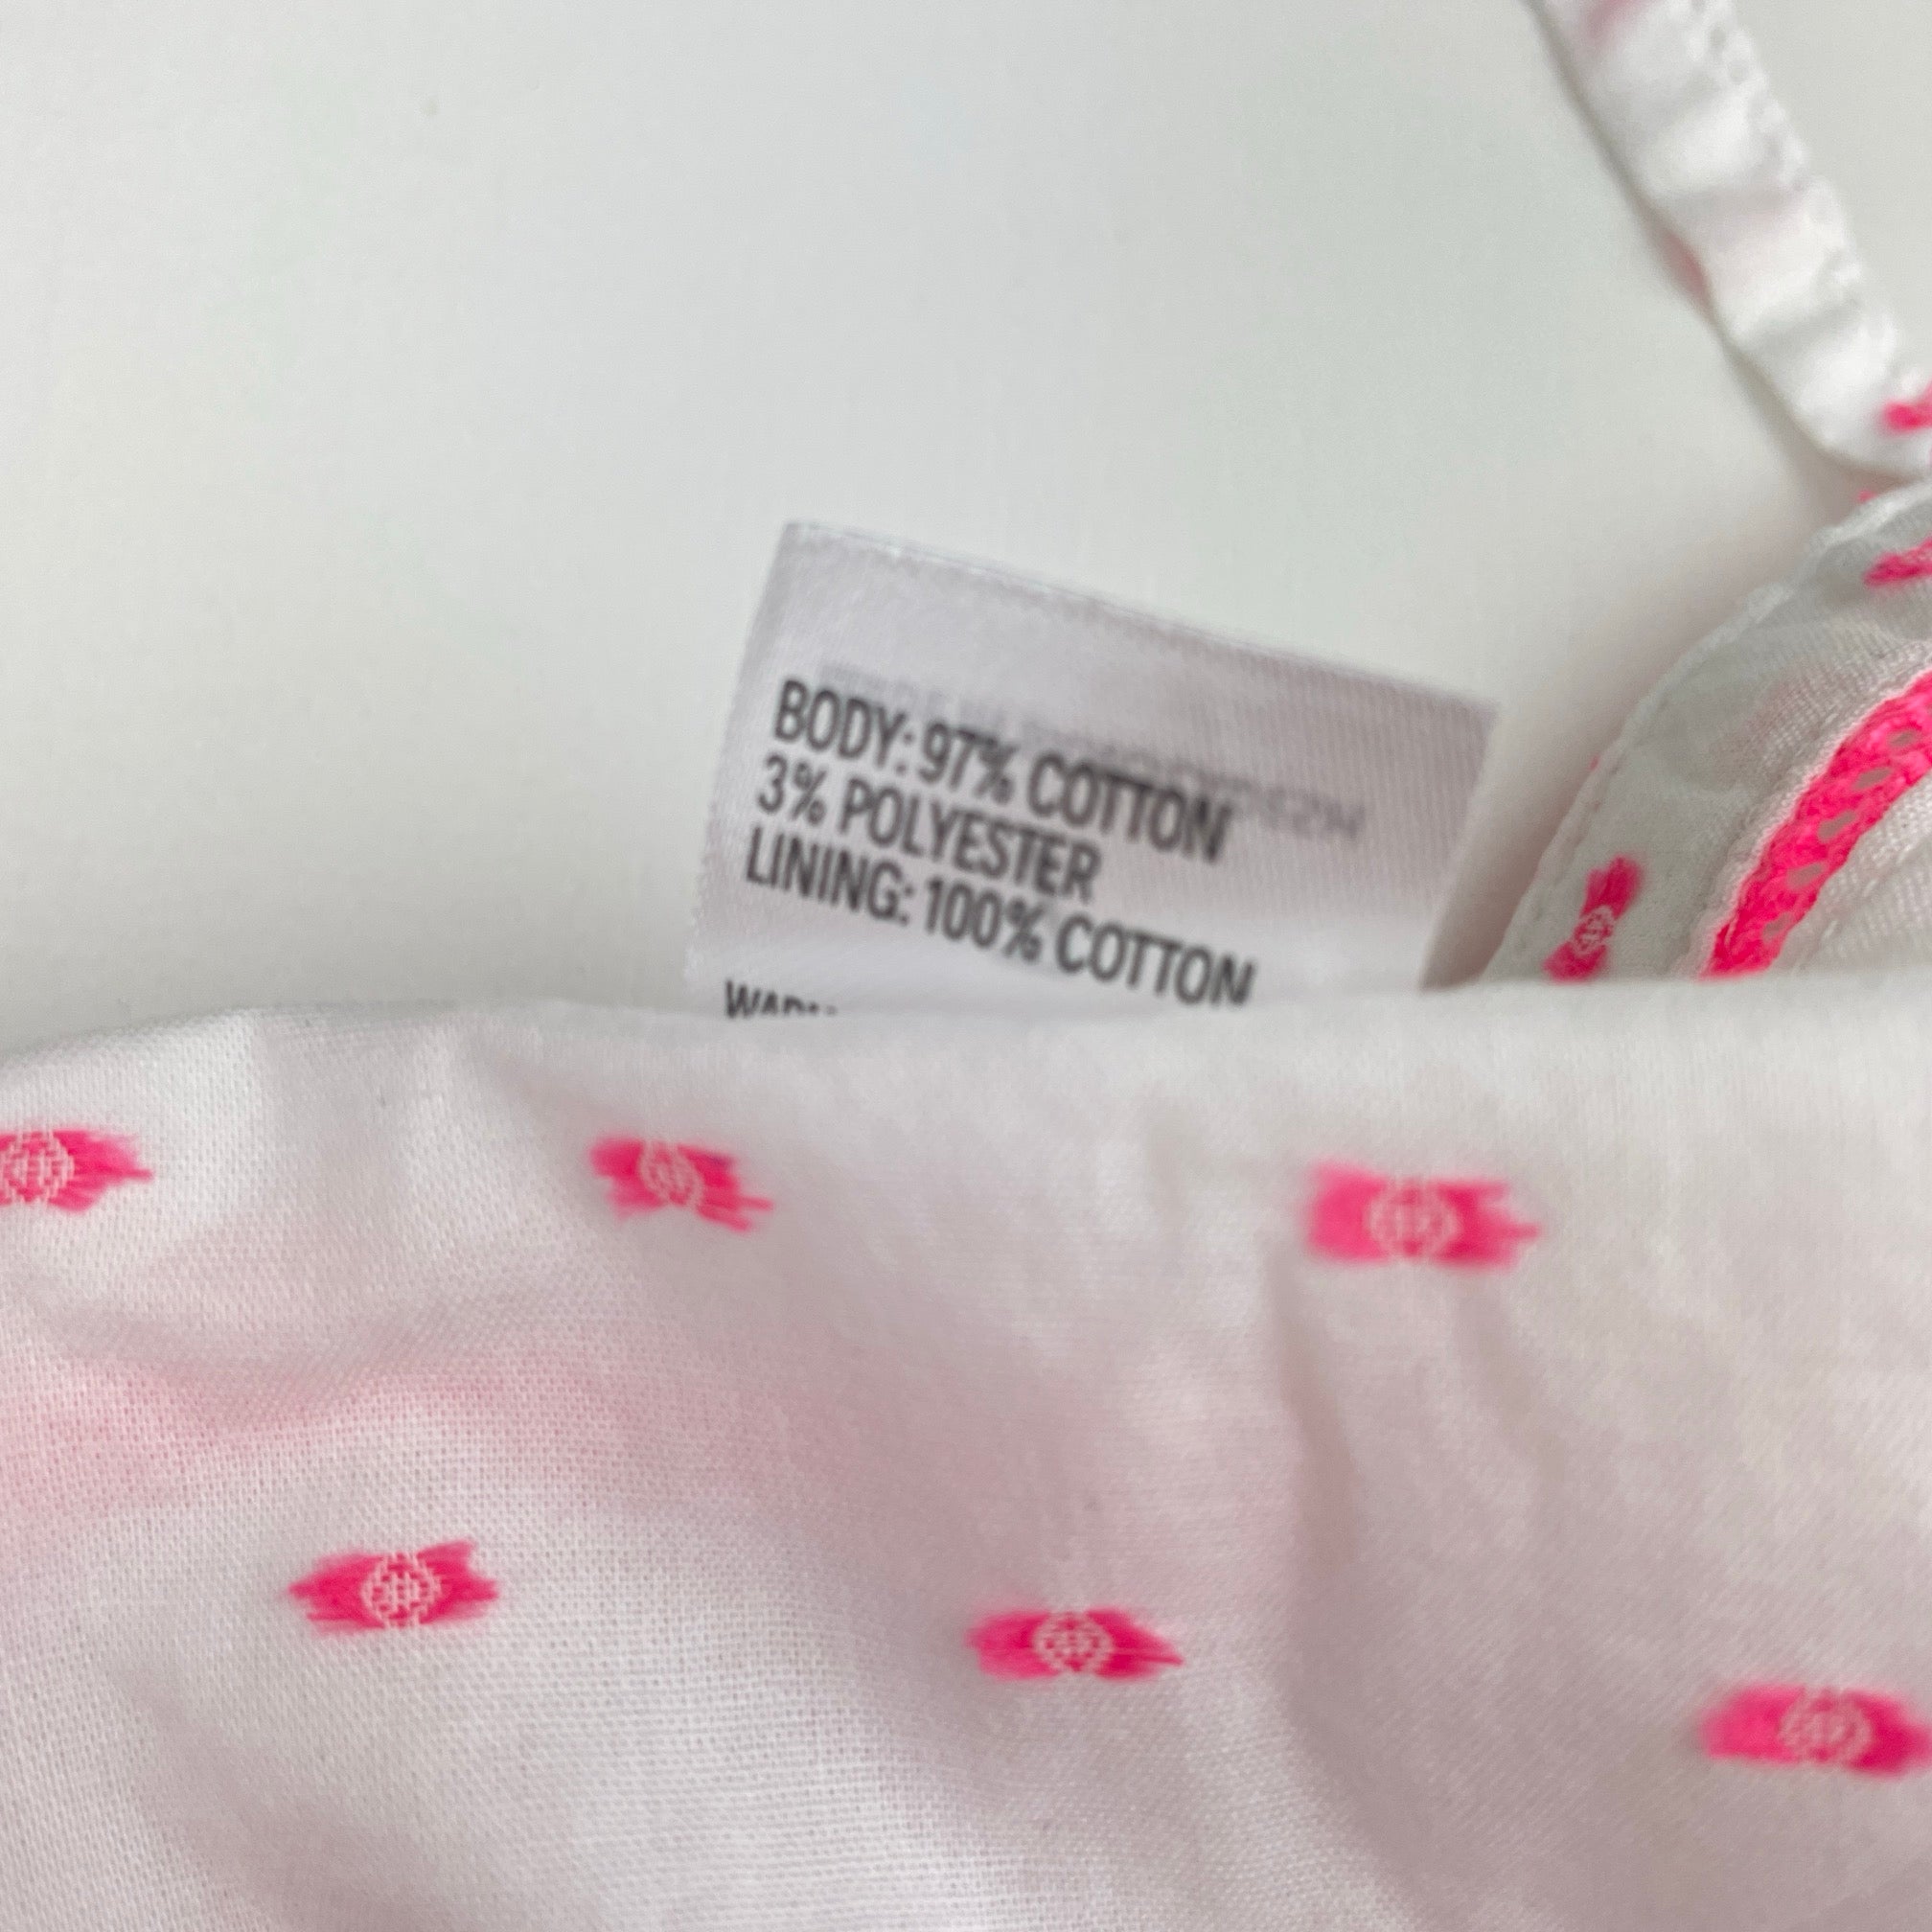 BODY: 97% COTTON
3% POLYESTER
LINING: 100% COTTON